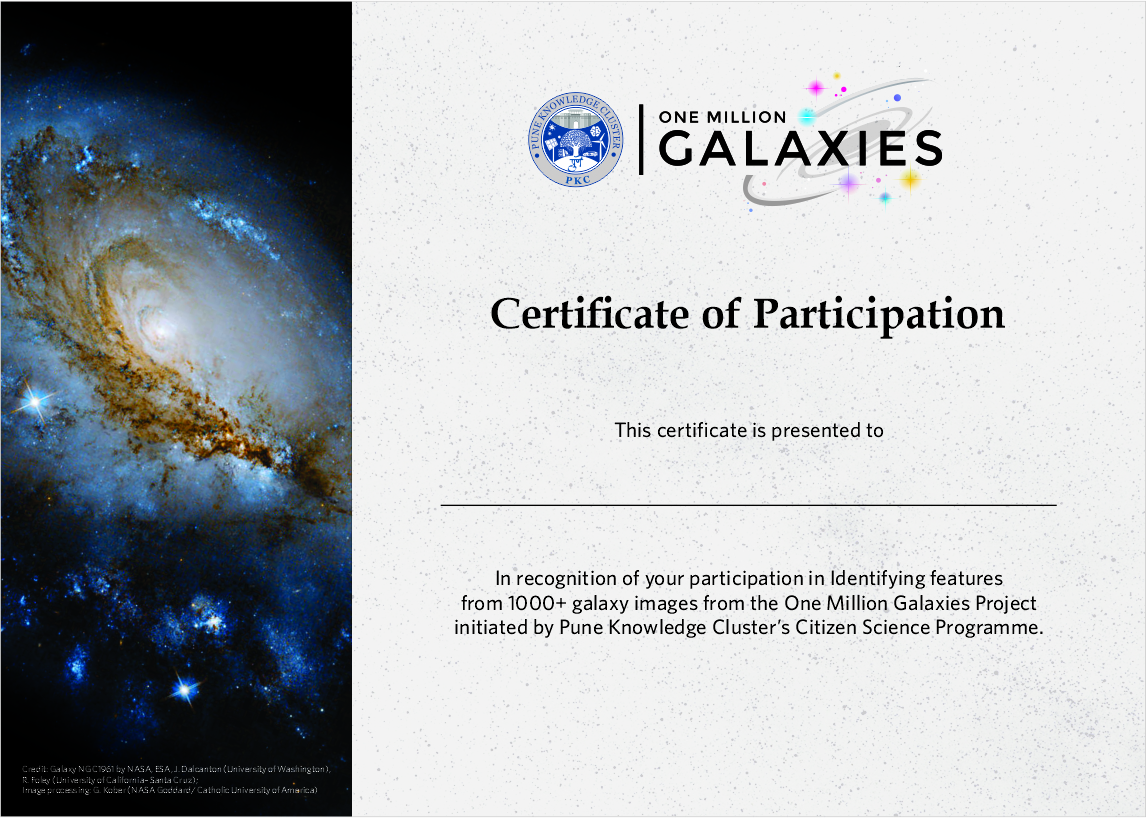 PUNE KNOWLEDGE CLUSTER
PKC
ONE MILLION
GALAXIES
Certificate of Participation
This certificate is presented to
In recognition of your participation in Identifying features
from 1000+ galaxy images from the One Million Galaxies Project
initiated by Pune Knowledge Cluster's Citizen Science Programme.
Credit: Galaxy NGC1961 by NASA, ESA, J. Dalcanton (University of Washington),
R. Foley (University of California- Santa Cruz);
Image processing: G. Kober (NASA Goddard/ Catholic University of America)